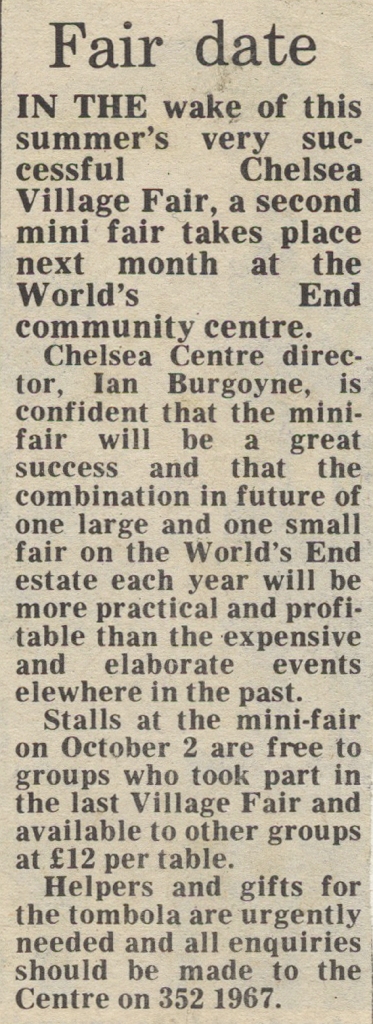 Fair date
IN THE wake of this
summer's very suc-
cessful Chelsea
Village Fair, a second
mini fair takes place
next month at the
World's End
community centre.
Chelsea Centre direc-
tor, Ian Burgoyne, is
confident that the mini-
fair will be a great
success and that the
combination in future of
one large and one small
fair on the World's End
estate each year will be
more practical and profi-
table than the expensive
and elaborate events
elewhere in the past.
Stalls at the mini-fair
on October 2 are free to
groups who took part in
the last Village Fair and
available to other groups
at £12 per table.
Helpers and gifts for
the tombola are urgently
needed and all enquiries
should be made to the
Centre on 352 1967.